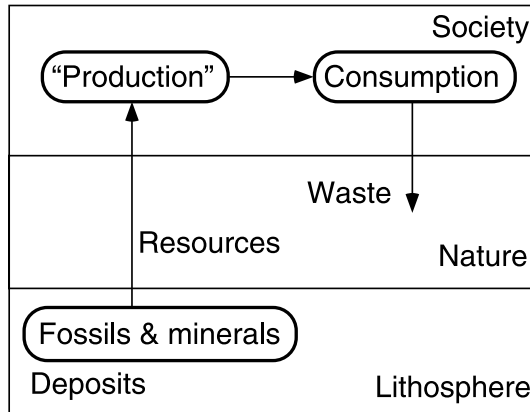 Society
“Production”
Consumption
Waste
Resources
Nature
Fossils & minerals
Deposits
Lithosphere